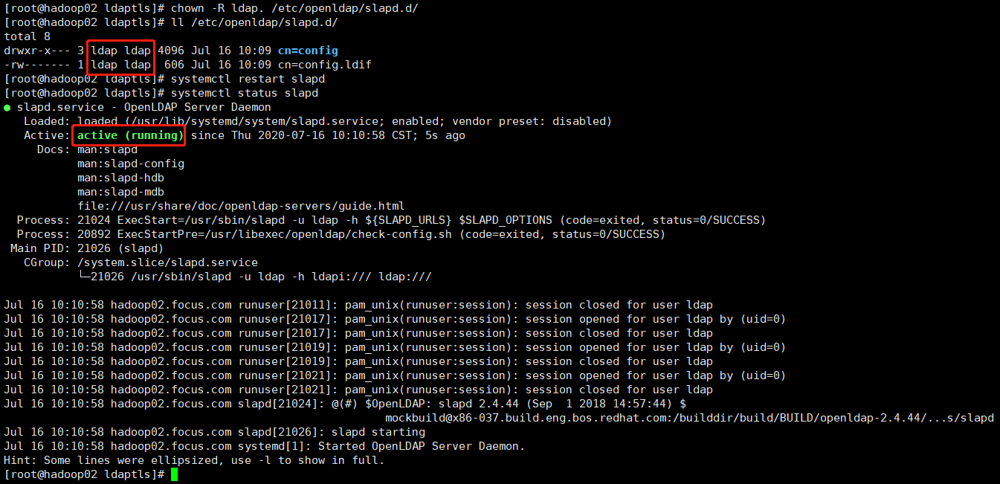 [root@hadoop02 ldaptls]# chown -R ldap. /etc/openldap/slapd.d/
[root@hadoop02 ldaptls]# ll /etc/openldap/slapd.d/
total 8
drwxr-x--- 3 ldap ldap 4096 Jul 16 10:09 cn=config
-rw------- 1 ldap ldap  606 Jul 16 10:09 cn=config.ldif
[root@hadoop02 ldaptls]# systemctl restart slapd
[root@hadoop02 ldaptls]# systemctl status slapd
● slapd.service - OpenLDAP Server Daemon
   Loaded: loaded (/usr/lib/systemd/system/slapd.service; enabled; vendor preset: disabled)
   Active: active (running) since Thu 2020-07-16 10:10:58 CST; 5s ago
     Docs: man:slapd
           man:slapd-config
           man:slapd-hdb
           man:slapd-mdb
           file:///usr/share/doc/openldap-servers/guide.html
  Process: 21024 ExecStart=/usr/sbin/slapd -u ldap -h ${SLAPD_URLS} $SLAPD_OPTIONS (code=exited, status=0/SUCCESS)
  Process: 20892 ExecStartPre=/usr/libexec/openldap/check-config.sh (code=exited, status=0/SUCCESS)
 Main PID: 21026 (slapd)
   CGroup: /system.slice/slapd.service
           └─21026 /usr/sbin/slapd -u ldap -h ldapi:/// ldap:///
Jul 16 10:10:58 hadoop02.focus.com runuser[21011]: pam_unix(runuser:session): session closed for user ldap
Jul 16 10:10:58 hadoop02.focus.com runuser[21017]: pam_unix(runuser:session): session opened for user ldap by (uid=0)
Jul 16 10:10:58 hadoop02.focus.com runuser[21017]: pam_unix(runuser:session): session closed for user ldap
Jul 16 10:10:58 hadoop02.focus.com runuser[21019]: pam_unix(runuser:session): session opened for user ldap by (uid=0)
Jul 16 10:10:58 hadoop02.focus.com runuser[21019]: pam_unix(runuser:session): session closed for user ldap
Jul 16 10:10:58 hadoop02.focus.com runuser[21021]: pam_unix(runuser:session): session opened for user ldap by (uid=0)
Jul 16 10:10:58 hadoop02.focus.com runuser[21021]: pam_unix(runuser:session): session closed for user ldap
Jul 16 10:10:58 hadoop02.focus.com slapd[21024]: @(#) $OpenLDAP: slapd 2.4.44 (Sep  1 2018 14:57:44) $
                                                         mockbuild@x86-037.build.eng.bos.redhat.com:/builddir/build/BUILD/openldap-2.4.44/...s/slapd
Jul 16 10:10:58 hadoop02.focus.com slapd[21026]: slapd starting
Jul 16 10:10:58 hadoop02.focus.com systemd[1]: Started OpenLDAP Server Daemon.
Hint: Some lines were ellipsized, use -l to show in full.
[root@hadoop02 ldaptls]#